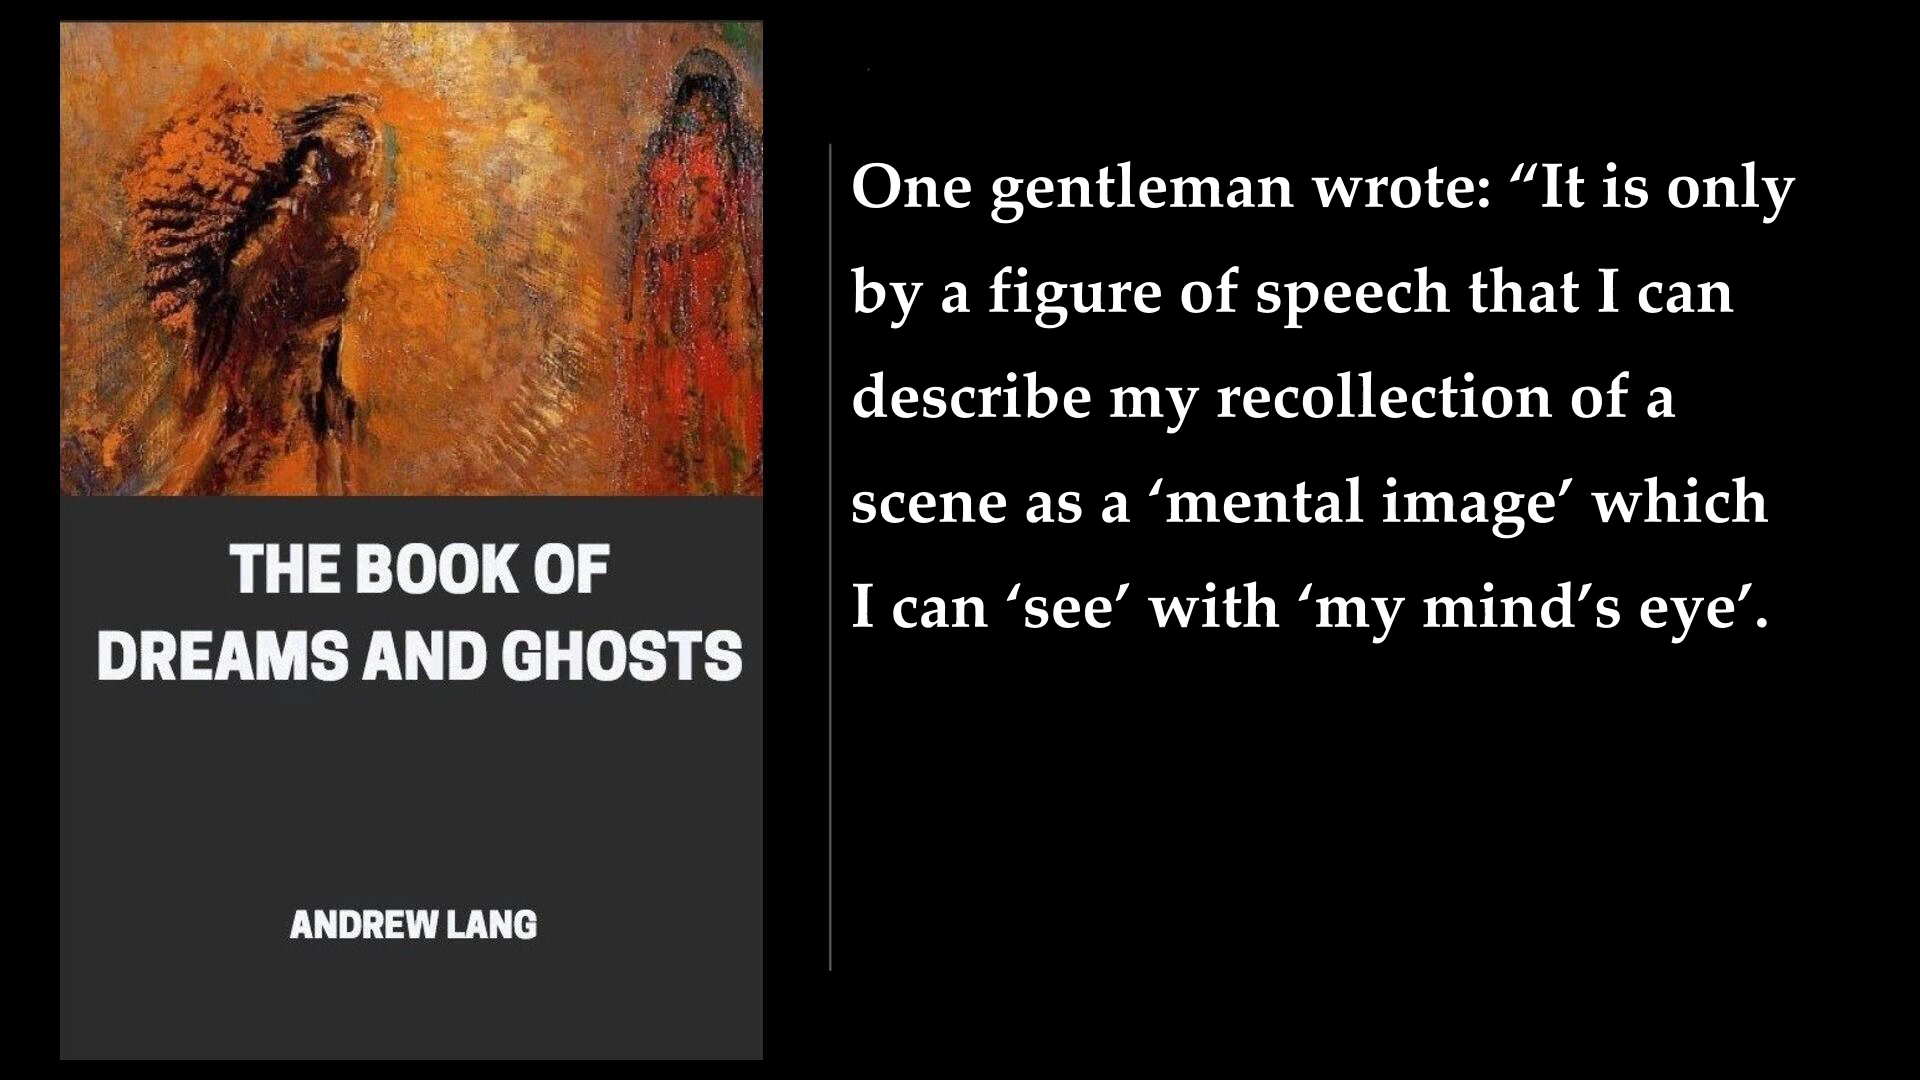 THE BOOK OF
DREAMS AND GHOSTS
ANDREW LANG
One gentleman wrote: “It is only
by a figure of speech that I can
describe my recollection of a
scene as a ‘mental image’ which
I can ‘see’ with ‘my mind’s eye’.